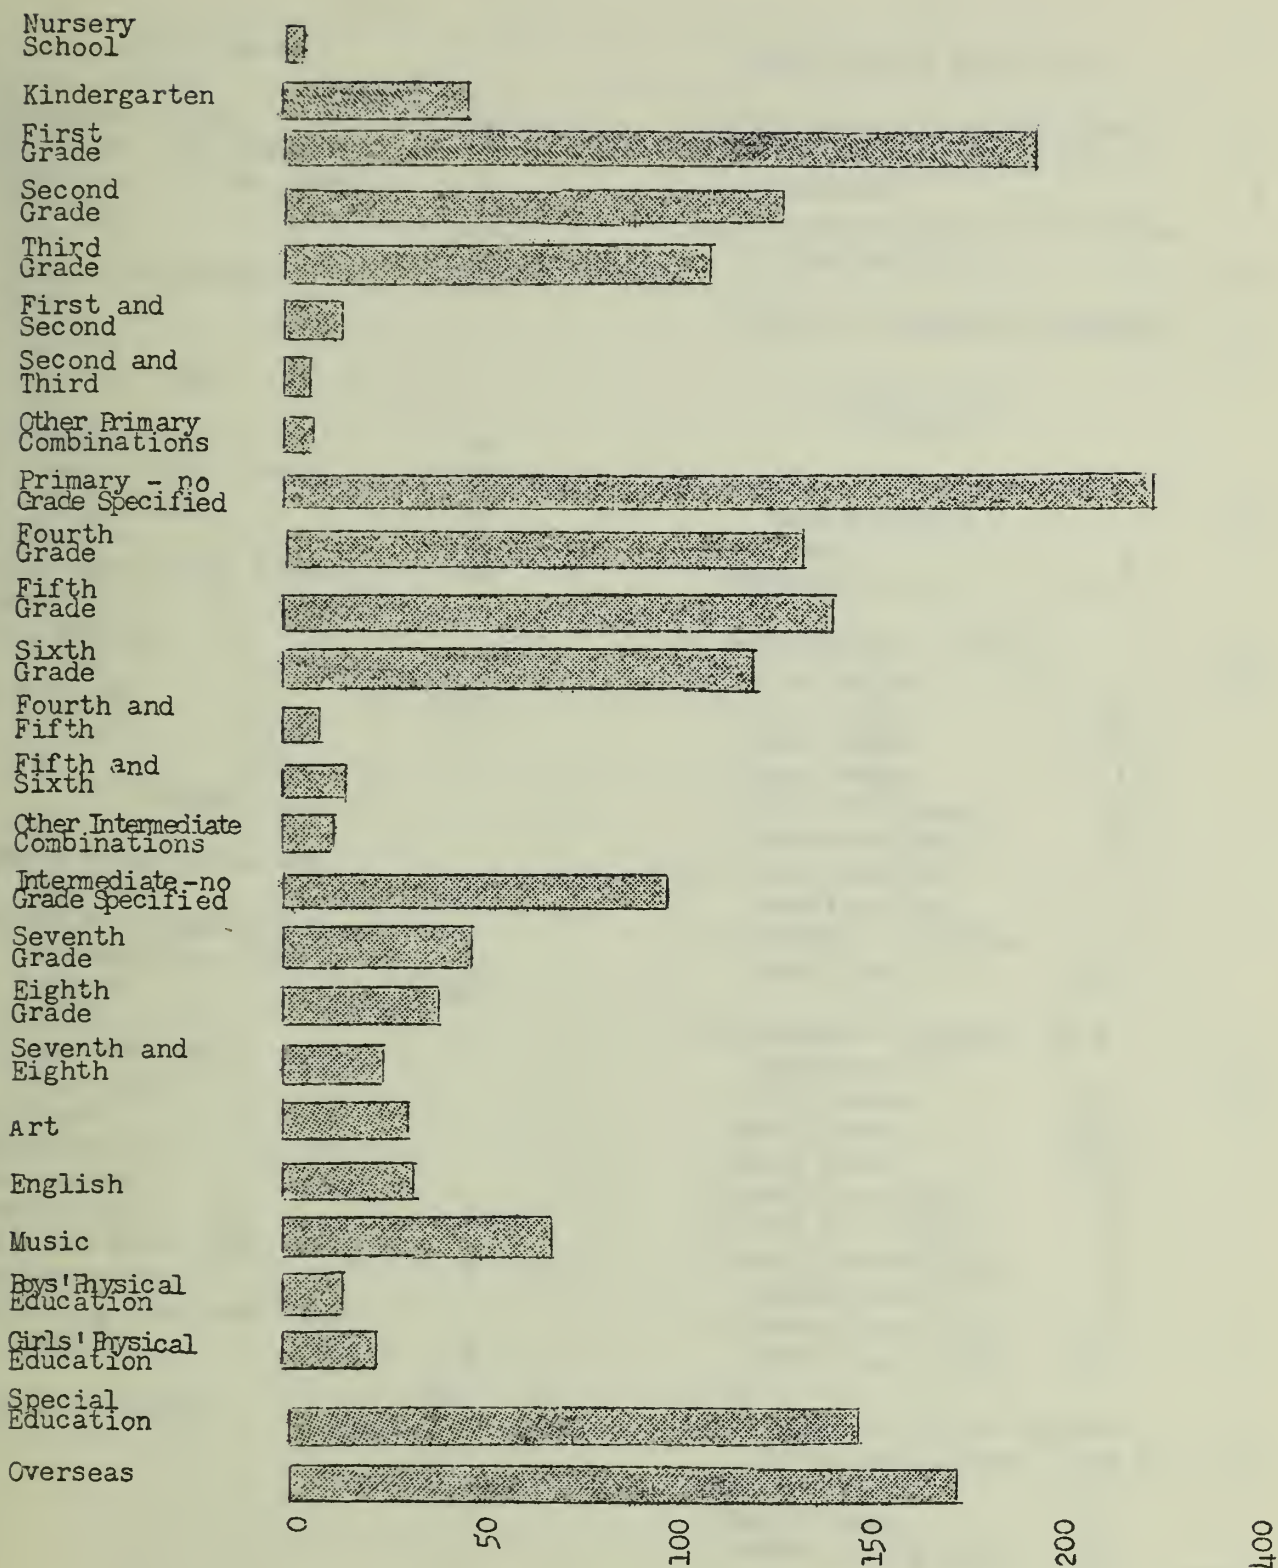 Nursery
School
Kindergarten
First
Grade
Second
Grade
Third
Grade
First and
Second
Second and
Third
Other Primary
Combinations
Primary - no
Grade Specified
Fourth
Grade
Fifth
Grade
Sixth
Grade
Fourth and
Fifth
Fifth and
Sixth
Other Intermediate
Combinations
Intermediate-no
Grade Specified
Seventh
Grade
Eighth
Grade
Seventh and
Eighth
Art
English
Music
Boys' Physical
Education
Girls' Physical
Education
Special
Education
Overseas
0 50 100 150 200 400